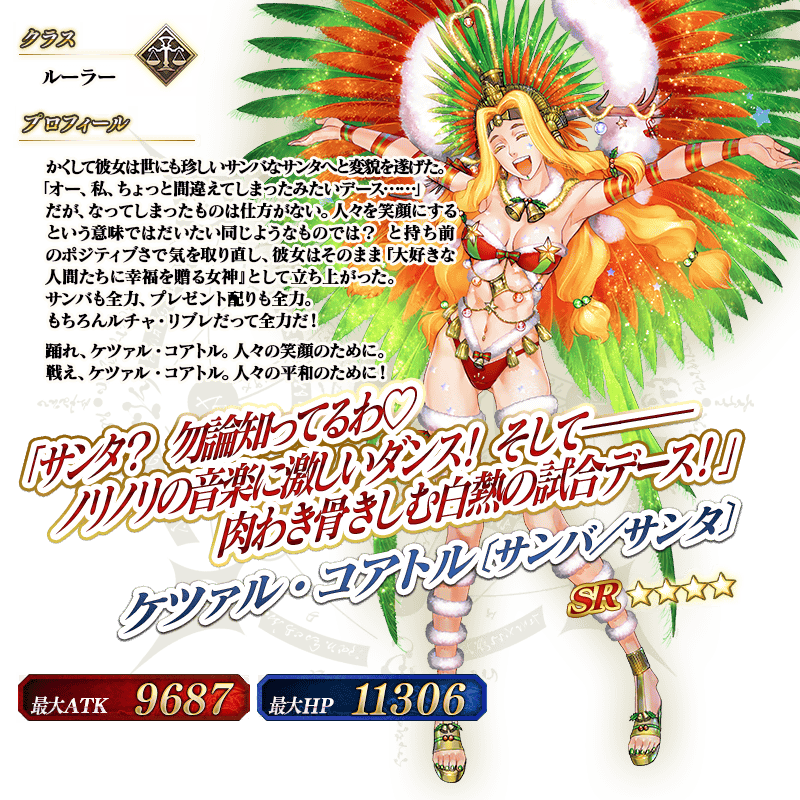 クラス
ルーラー
プロフィール
かくして彼女は世にも珍しいサンバなサンタへと変貌を遂げた。
「オー、私、ちょっと間違えてしまったみたいデース……」
だが、なってしまったものは仕方がない。人々を笑顔にする
という意味ではだいたい同じようなものでは？ と持ち前
のポジティブさで気を取り直し、彼女はそのまま『大好きな
人間たちに幸福を贈る女神』として立ち上がった。
サンバも全力、プレゼント配りも全力。
もちろんルチャ・リブレだって全力だ！
踊れ、ケツァル・コアトル。人々の笑顔のために。
戦え、ケツァル・コアトル。人々の平和のために！
「サンタ？ 勿論知ってるわ♡
ノリノリの音楽に激しいダンス！ そして――
肉わき骨きしむ白熱の試合デース！」
ケツァル・コアトル〔サンバ／サンタ〕
SR ☆☆☆☆
最大ATK 9687
最大HP 11306